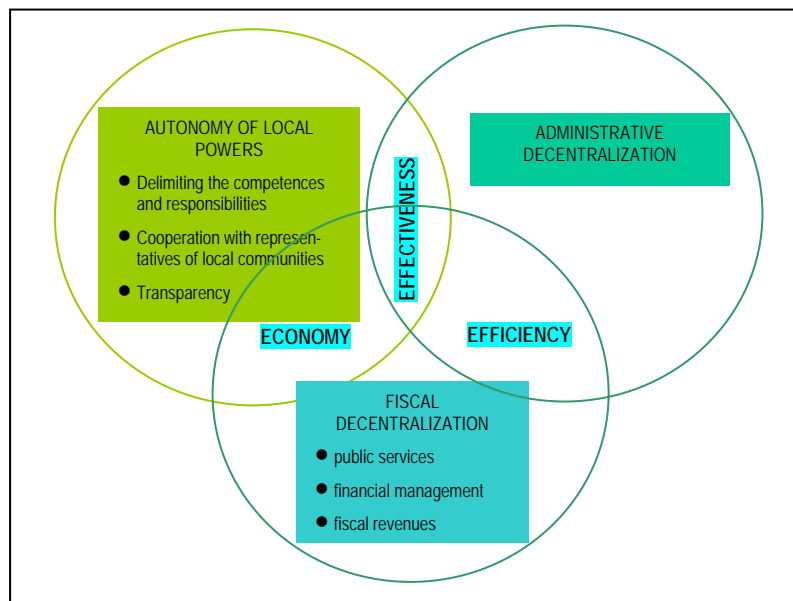 AUTONOMY OF LOCAL
POWERS
● Delimiting the competences
and responsibilities
● Cooperation with represen-
tatives of local communities
● Transparency
ADMINISTRATIVE
DECENTRALIZATION
EFFECTIVENESS
ECONOMY
EFFICIENCY
FISCAL
DECENTRALIZATION
● public services
● financial management
● fiscal revenues